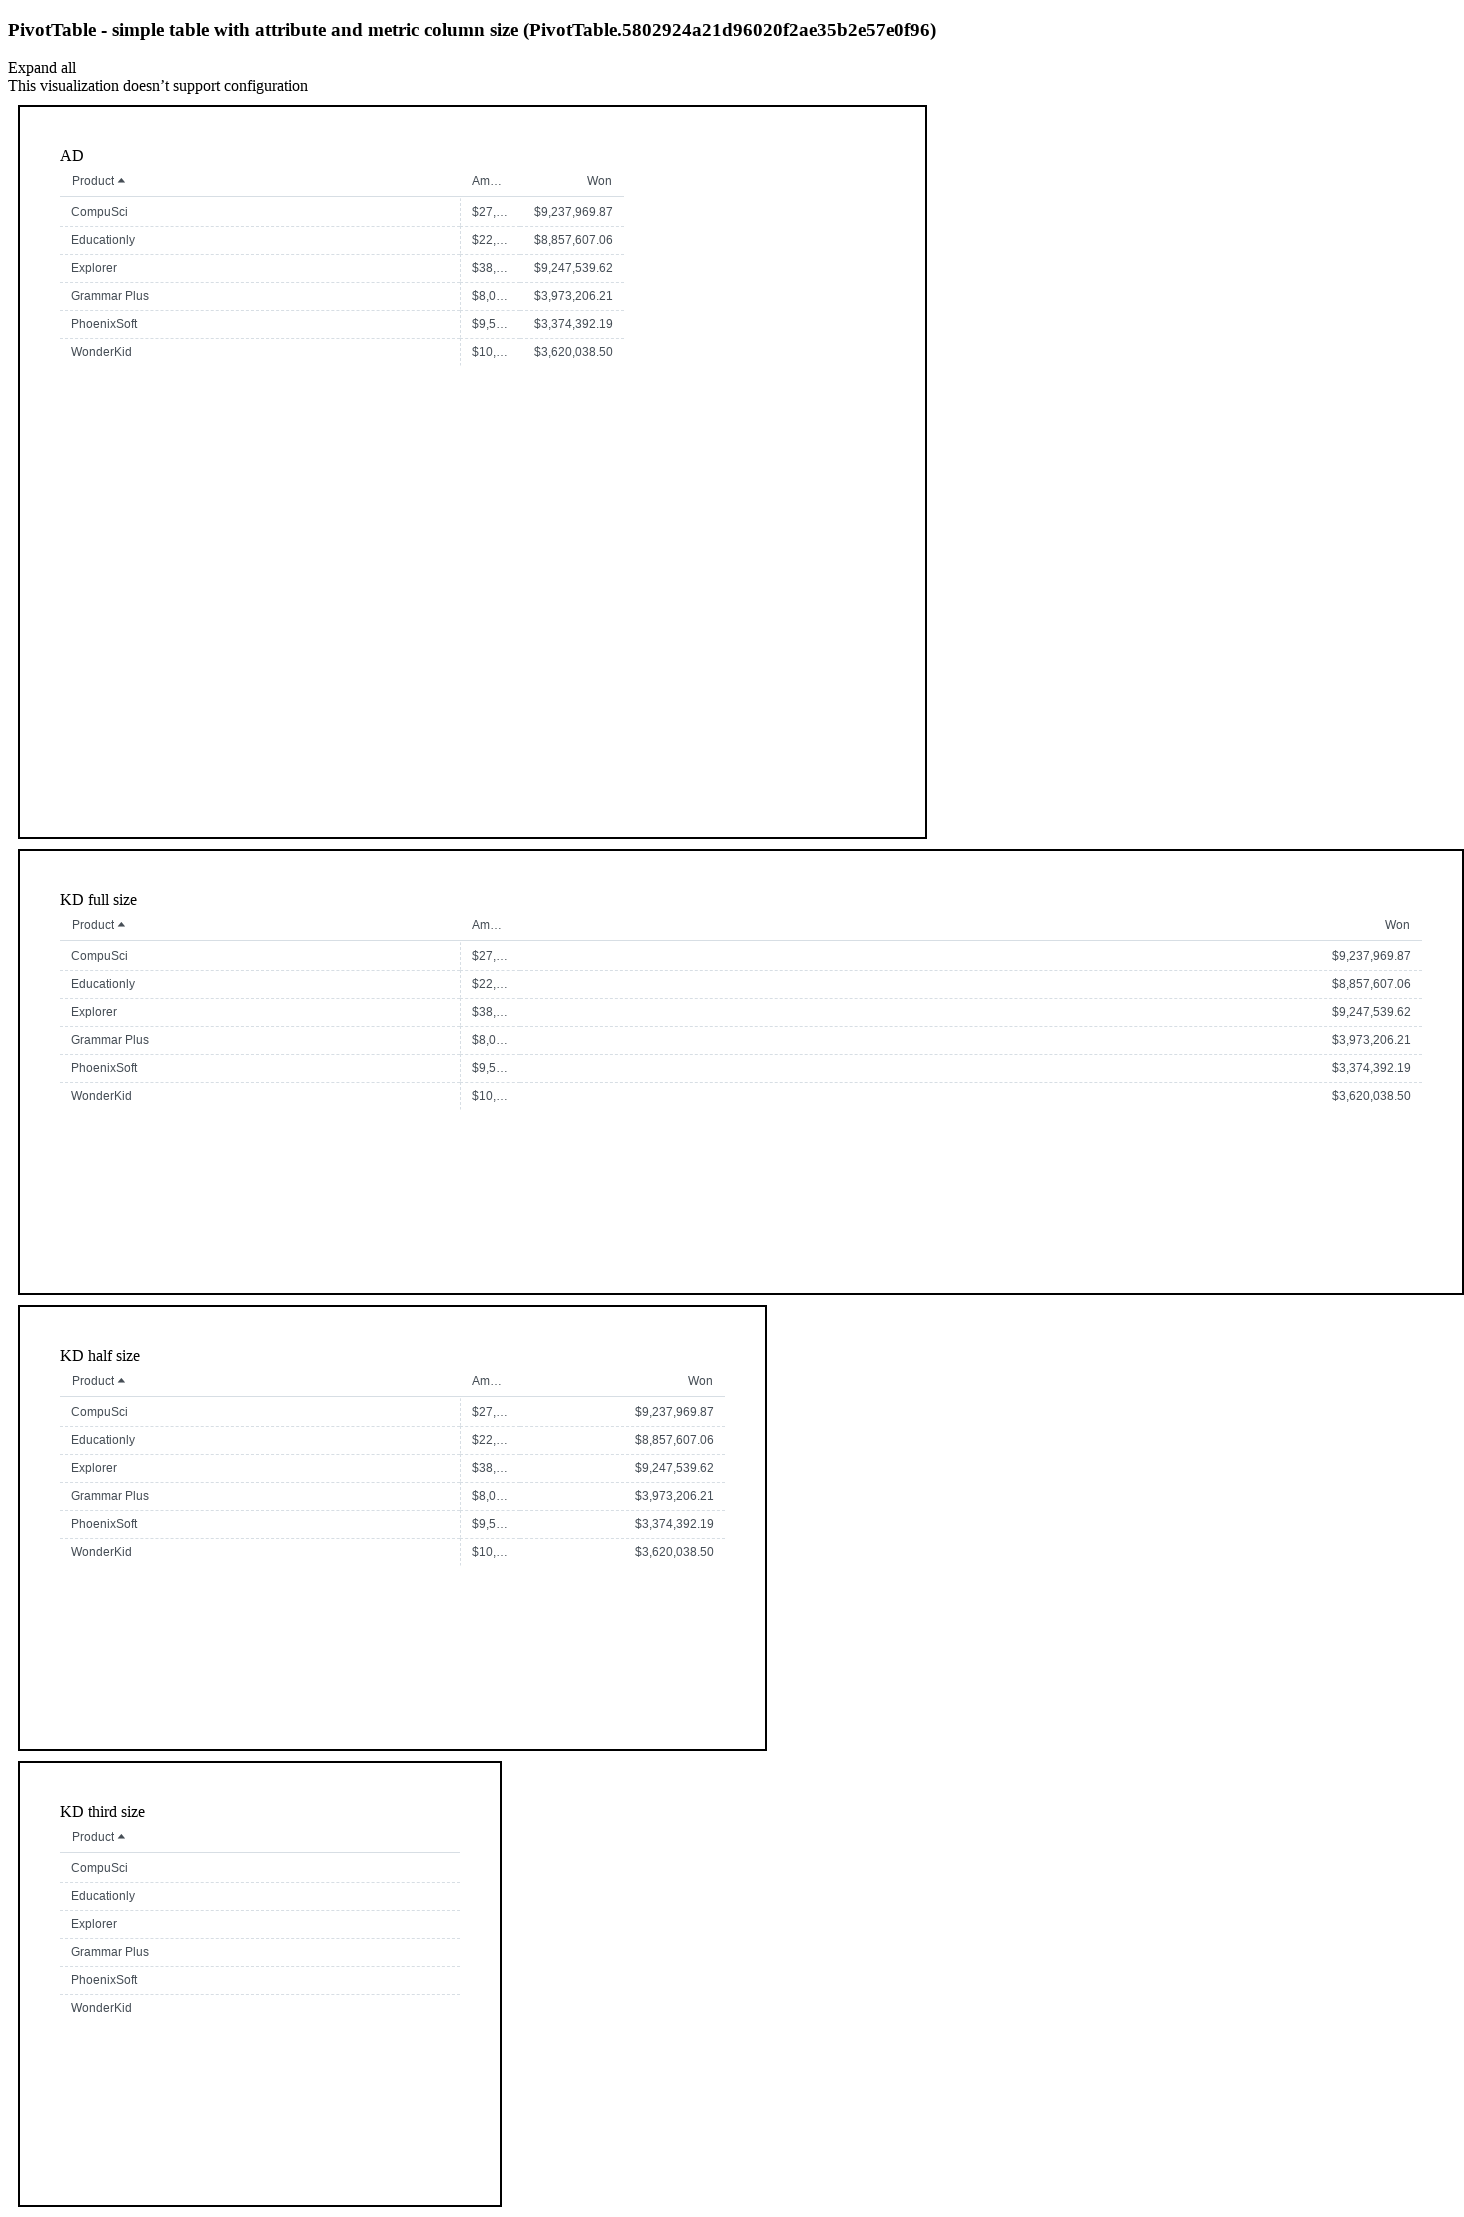 PivotTable - simple table with attribute and metric column size (PivotTable.5802924a21d96020f2ae35b2e57e0f96)
Expand all
This visualization doesn’t support configuration
AD
Product Am… Won
CompuSci $27,… $9,237,969.87
Educationly $22,… $8,857,607.06
Explorer $38,… $9,247,539.62
Grammar Plus $8,0… $3,973,206.21
PhoenixSoft $9,5… $3,374,392.19
WonderKid $10,… $3,620,038.50
KD full size
Product Am… Won
CompuSci $27,… $9,237,969.87
Educationly $22,… $8,857,607.06
Explorer $38,… $9,247,539.62
Grammar Plus $8,0… $3,973,206.21
PhoenixSoft $9,5… $3,374,392.19
WonderKid $10,… $3,620,038.50
KD half size
Product Am… Won
CompuSci $27,… $9,237,969.87
Educationly $22,… $8,857,607.06
Explorer $38,… $9,247,539.62
Grammar Plus $8,0… $3,973,206.21
PhoenixSoft $9,5… $3,374,392.19
WonderKid $10,… $3,620,038.50
KD third size
Product
CompuSci
Educationly
Explorer
Grammar Plus
PhoenixSoft
WonderKid